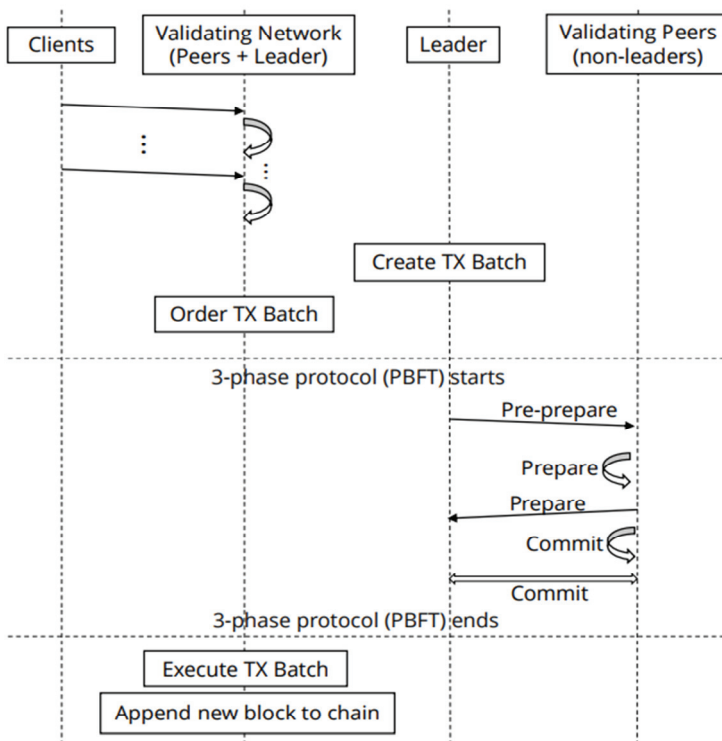 Clients
Validating Network
(Peers + Leader)
Leader
Validating Peers
(non-leaders)
...
...
Create TX Batch
Order TX Batch
3-phase protocol (PBFT) starts
Pre-prepare
Prepare
Prepare
Commit
Commit
3-phase protocol (PBFT) ends
Execute TX Batch
Append new block to chain